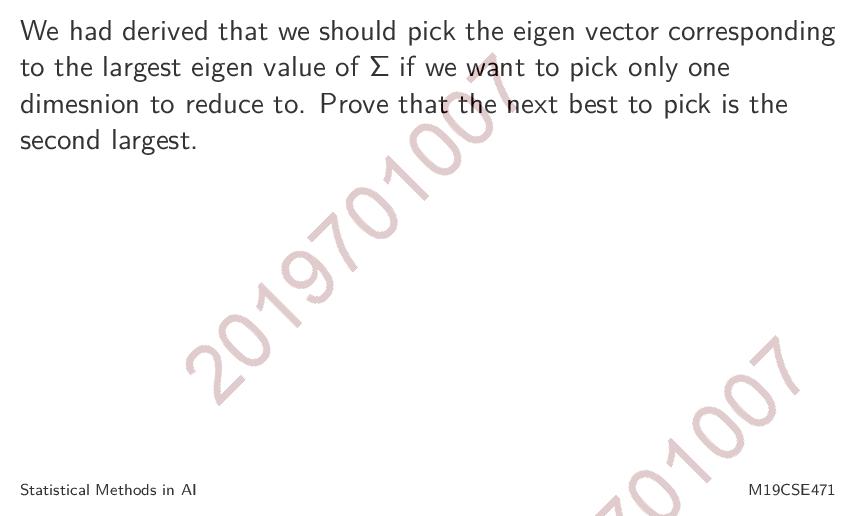 We had derived that we should pick the eigen vector corresponding
to the largest eigen value of Σ if we want to pick only one
dimesnion to reduce to. Prove that the next best to pick is the
second largest.
2019701007
701007
Statistical Methods in AI
M19CSE471